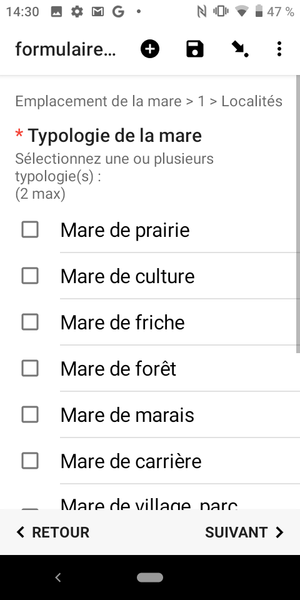 14:30 G 47 %
formulaire...
Emplacement de la mare > 1 > Localités
* Typologie de la mare
Sélectionnez une ou plusieurs
typologie(s) :
(2 max)
Mare de prairie
Mare de culture
Mare de friche
Mare de forêt
Mare de marais
Mare de carrière
Mare de village, parc
RETOUR SUIVANT